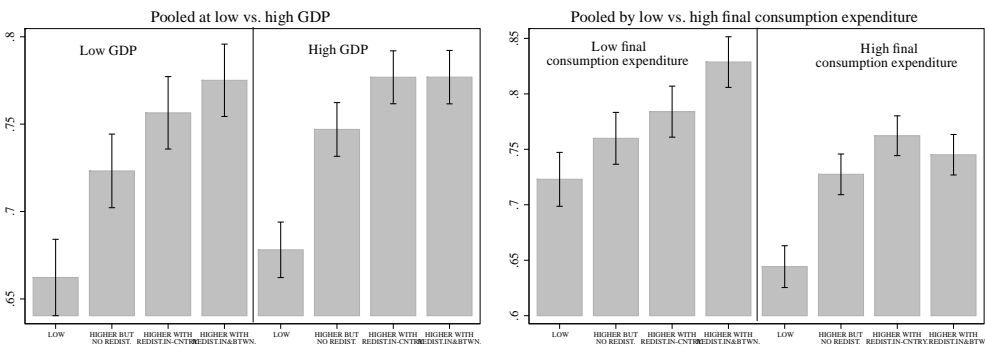 Pooled at low vs. high GDP
Low GDP
High GDP
.8
.75
.7
.65
LOW
HIGHER BUT
NO REDIST.
HIGHER WITH
REDIST.IN-CNTRY.
HIGHER WITH
REDIST.IN&BTWN.
LOW
HIGHER BUT
NO REDIST.
HIGHER WITH
REDIST.IN-CNTRY.
HIGHER WITH
REDIST.IN&BTWN.
Pooled by low vs. high final consumption expenditure
Low final
consumption expenditure
High final
consumption expenditure
.85
.8
.75
.7
.65
.6
LOW
HIGHER BUT
NO REDIST.
HIGHER WITH
REDIST.IN-CNTRY.
HIGHER WITH
REDIST.IN&BTWN.
LOW
HIGHER BUT
NO REDIST.
HIGHER WITH
REDIST.IN-CNTRY.
HIGHER WITH
REDIST.IN&BTW